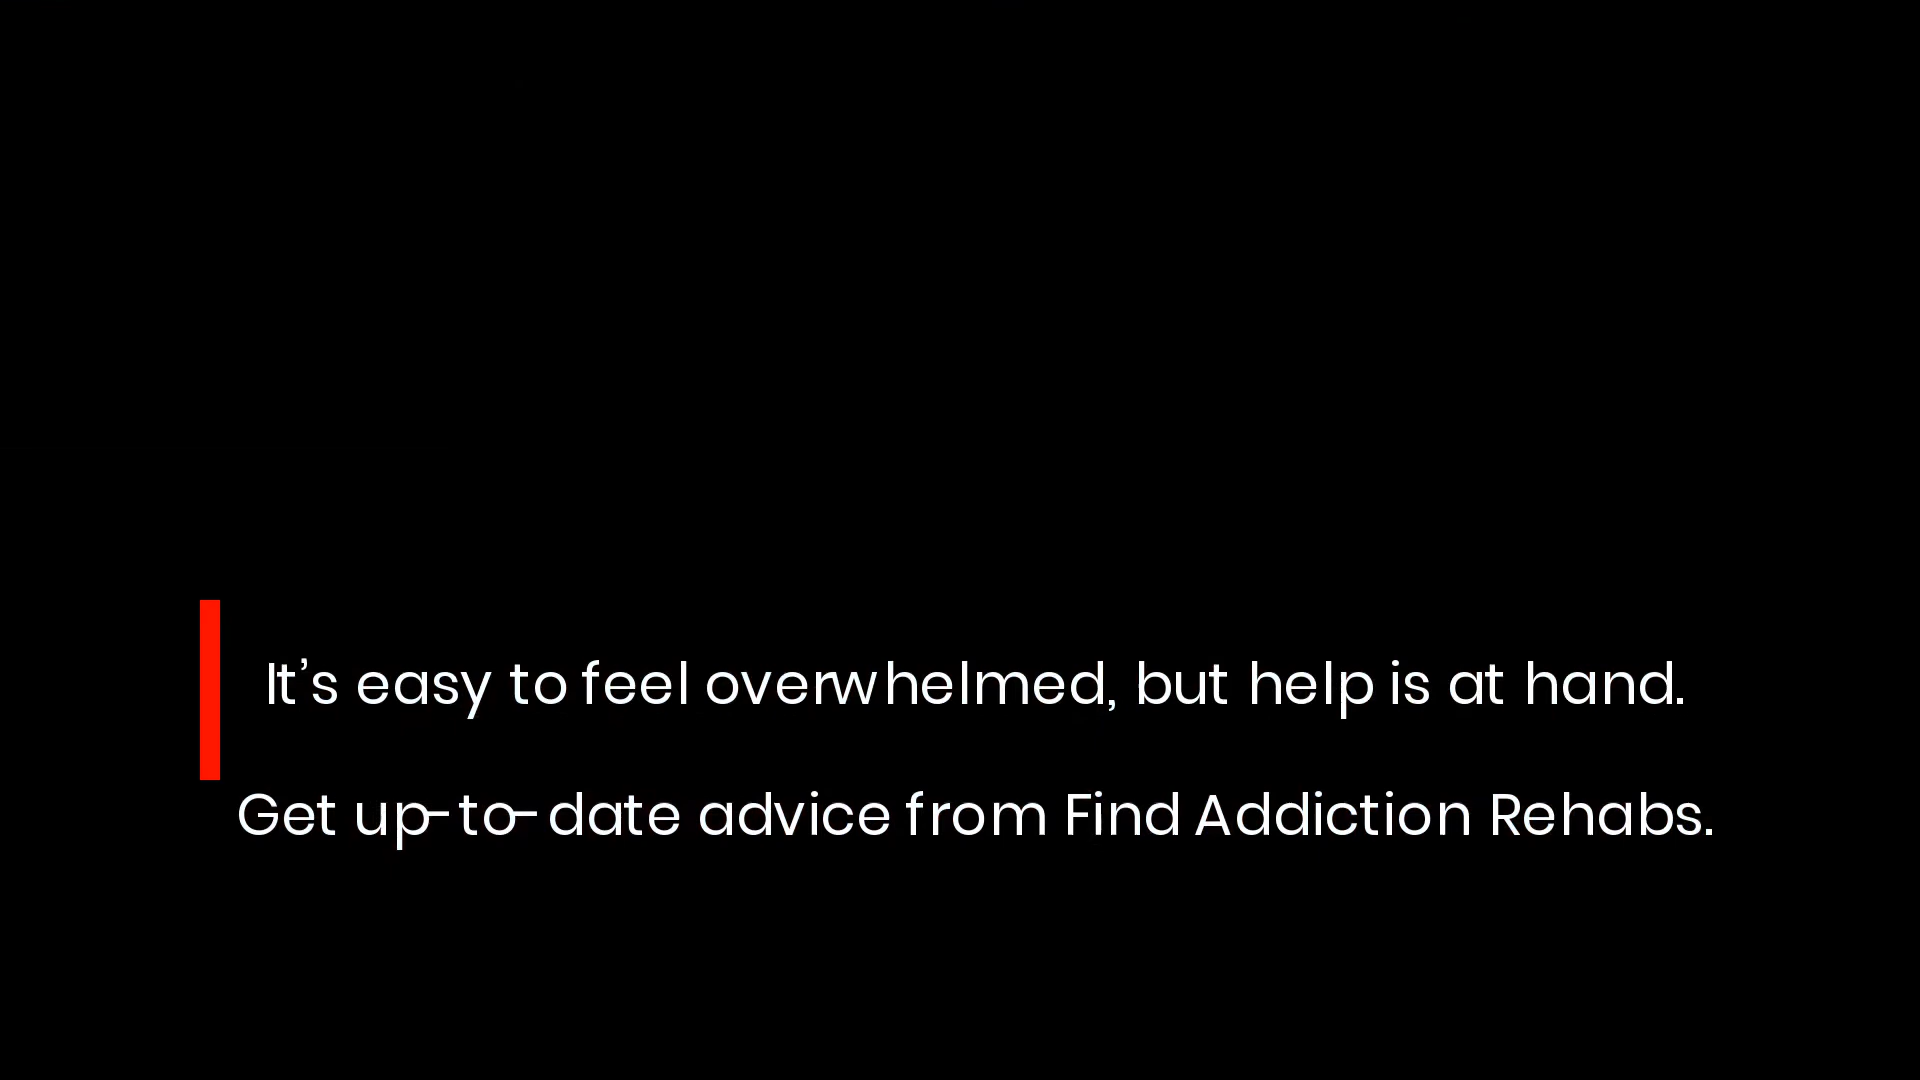 It’s easy to feel overwhelmed, but help is at hand.
Get up-to-date advice from Find Addiction Rehabs.